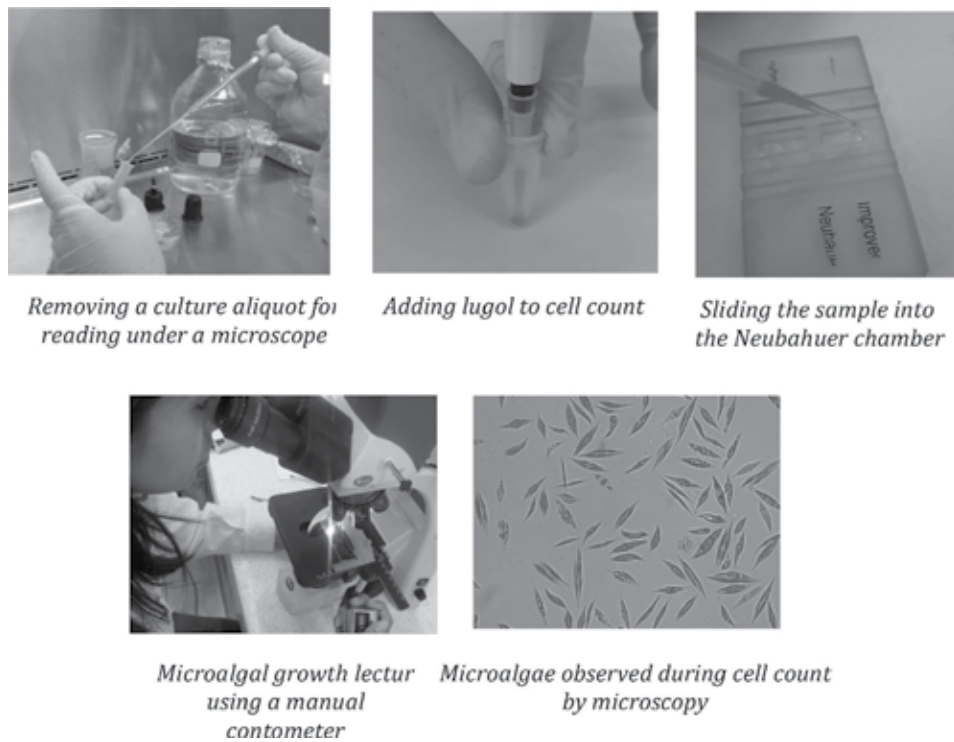 Neubauer
Improved
Removing a culture aliquot for
reading under a microscope
Adding lugol to cell count
Sliding the sample into
the Neubahuer chamber
Microalgal growth lectur
using a manual
contometer
Microalgae observed during cell count
by microscopy